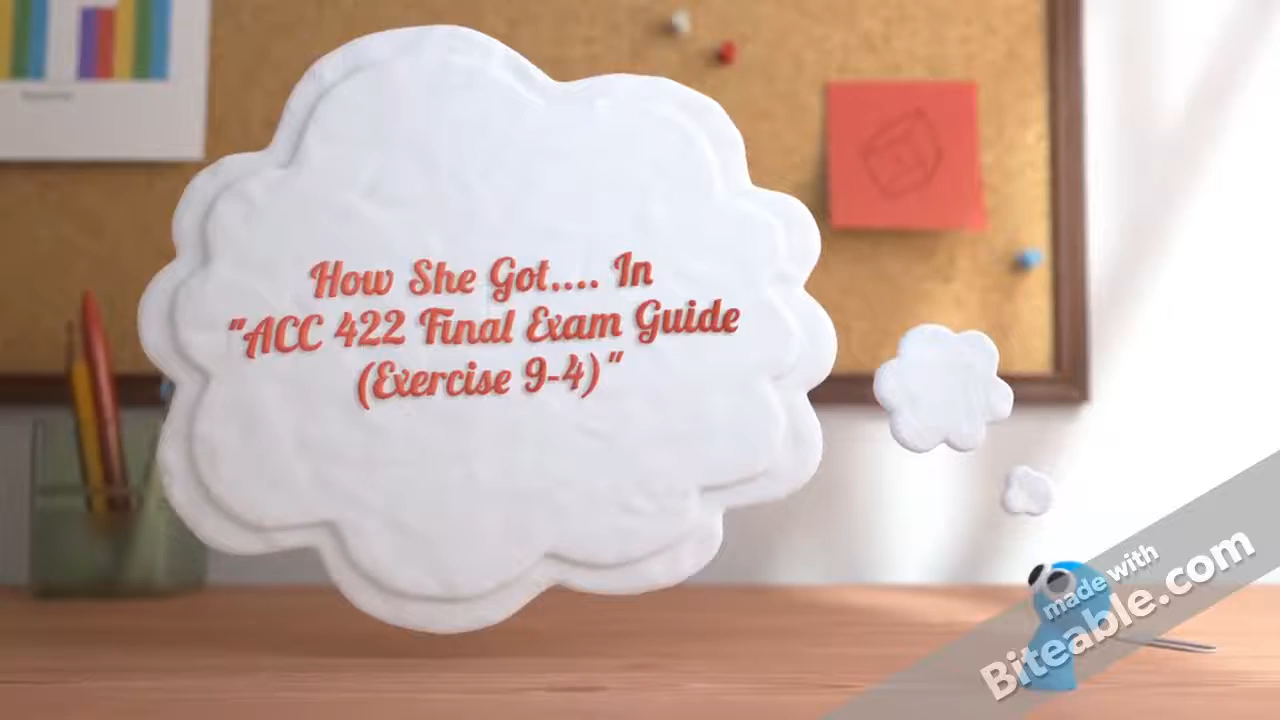 How She Got.... In
"ACC 422 Final Exam Guide
(Exercise 9-4)"
made with
Biteable.com